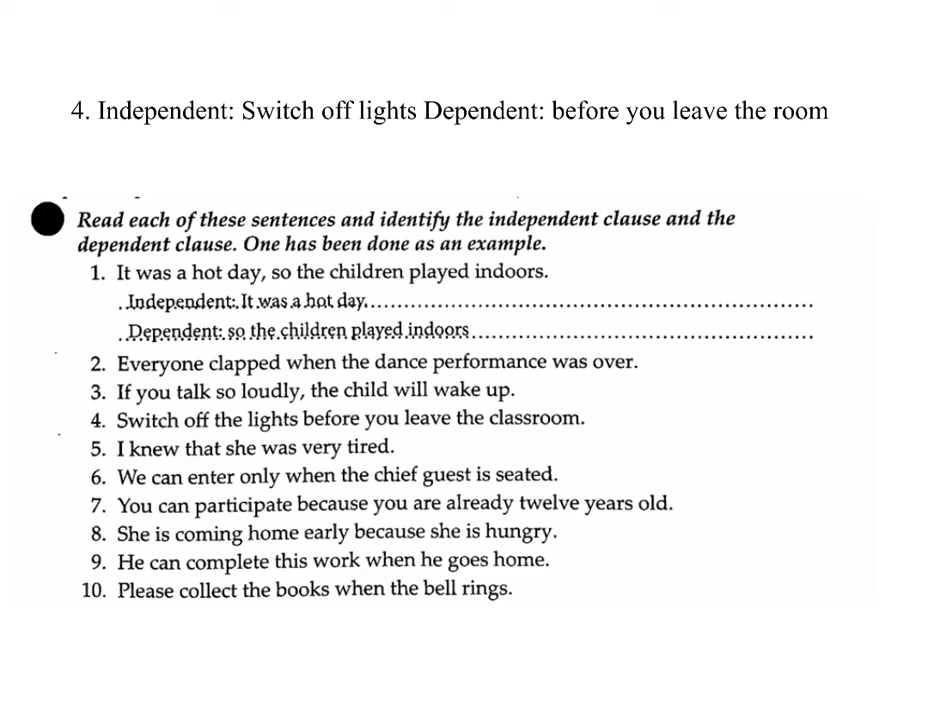 4. Independent: Switch off lights Dependent: before you leave the room
Read each of these sentences and identify the independent clause and the
dependent clause. One has been done as an example.
1. It was a hot day, so the children played indoors.
Independent: It was a hot day.
Dependent: so the children played indoors
2. Everyone clapped when the dance performance was over.
3. If you talk so loudly, the child will wake up.
4. Switch off the lights before you leave the classroom.
5. I knew that she was very tired.
6. We can enter only when the chief guest is seated.
7. You can participate because you are already twelve years old.
8. She is coming home early because she is hungry.
9. He can complete this work when he goes home.
10. Please collect the books when the bell rings.